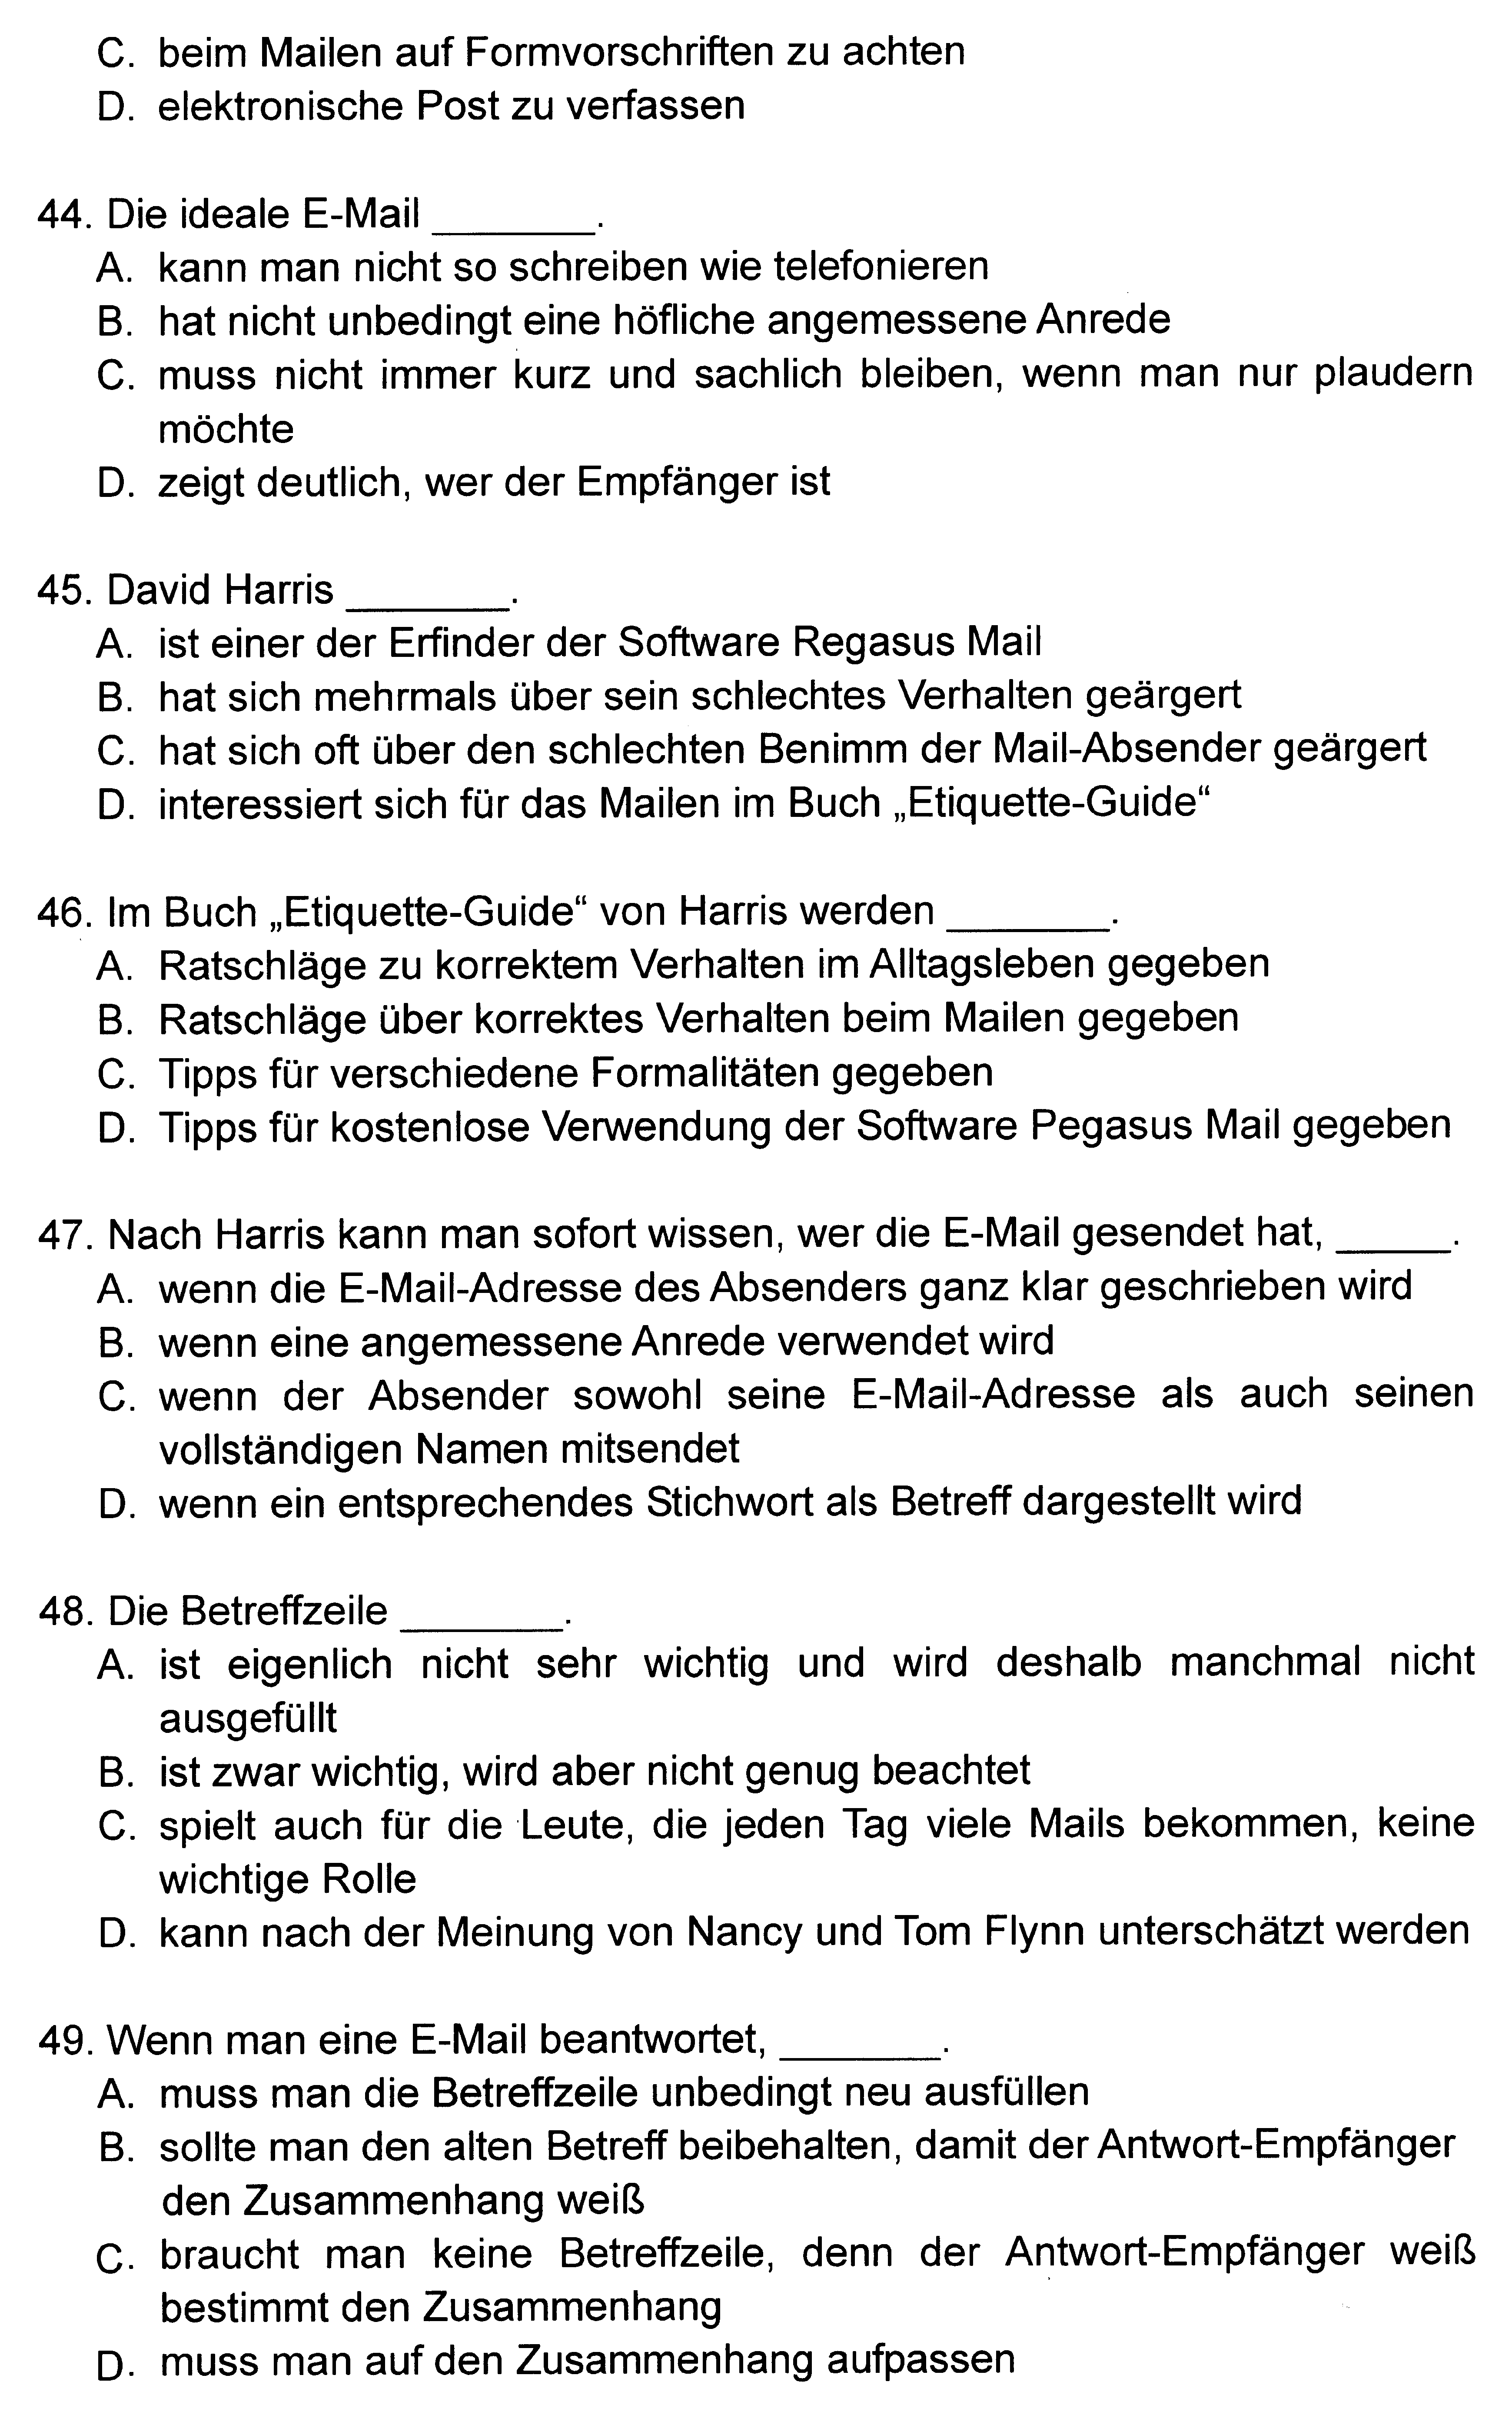 C. beim Mailen auf Formvorschriften zu achten
D. elektronische Post zu verfassen
44. Die ideale E-Mail _______.
A. kann man nicht so schreiben wie telefonieren
B. hat nicht unbedingt eine höfliche angemessene Anrede
C. muss nicht immer kurz und sachlich bleiben, wenn man nur plaudern
möchte
D. zeigt deutlich, wer der Empfänger ist
45. David Harris _______.
A. ist einer der Erfinder der Software Regasus Mail
B. hat sich mehrmals über sein schlechtes Verhalten geärgert
C. hat sich oft über den schlechten Benimm der Mail-Absender geärgert
D. interessiert sich für das Mailen im Buch „Etiquette-Guide“
46. Im Buch „Etiquette-Guide“ von Harris werden _______.
A. Ratschläge zu korrektem Verhalten im Alltagsleben gegeben
B. Ratschläge über korrektes Verhalten beim Mailen gegeben
C. Tipps für verschiedene Formalitäten gegeben
D. Tipps für kostenlose Verwendung der Software Pegasus Mail gegeben
47. Nach Harris kann man sofort wissen, wer die E-Mail gesendet hat, _____.
A. wenn die E-Mail-Adresse des Absenders ganz klar geschrieben wird
B. wenn eine angemessene Anrede verwendet wird
C. wenn der Absender sowohl seine E-Mail-Adresse als auch seinen
vollständigen Namen mitsendet
D. wenn ein entsprechendes Stichwort als Betreff dargestellt wird
48. Die Betreffzeile _______.
A. ist eigenlich nicht sehr wichtig und wird deshalb manchmal nicht
ausgefüllt
B. ist zwar wichtig, wird aber nicht genug beachtet
C. spielt auch für die Leute, die jeden Tag viele Mails bekommen, keine
wichtige Rolle
D. kann nach der Meinung von Nancy und Tom Flynn unterschätzt werden
49. Wenn man eine E-Mail beantwortet, _______.
A. muss man die Betreffzeile unbedingt neu ausfüllen
B. sollte man den alten Betreff beibehalten, damit der Antwort-Empfänger
den Zusammenhang weiß
C. braucht man keine Betreffzeile, denn der Antwort-Empfänger weiß
bestimmt den Zusammenhang
D. muss man auf den Zusammenhang aufpassen